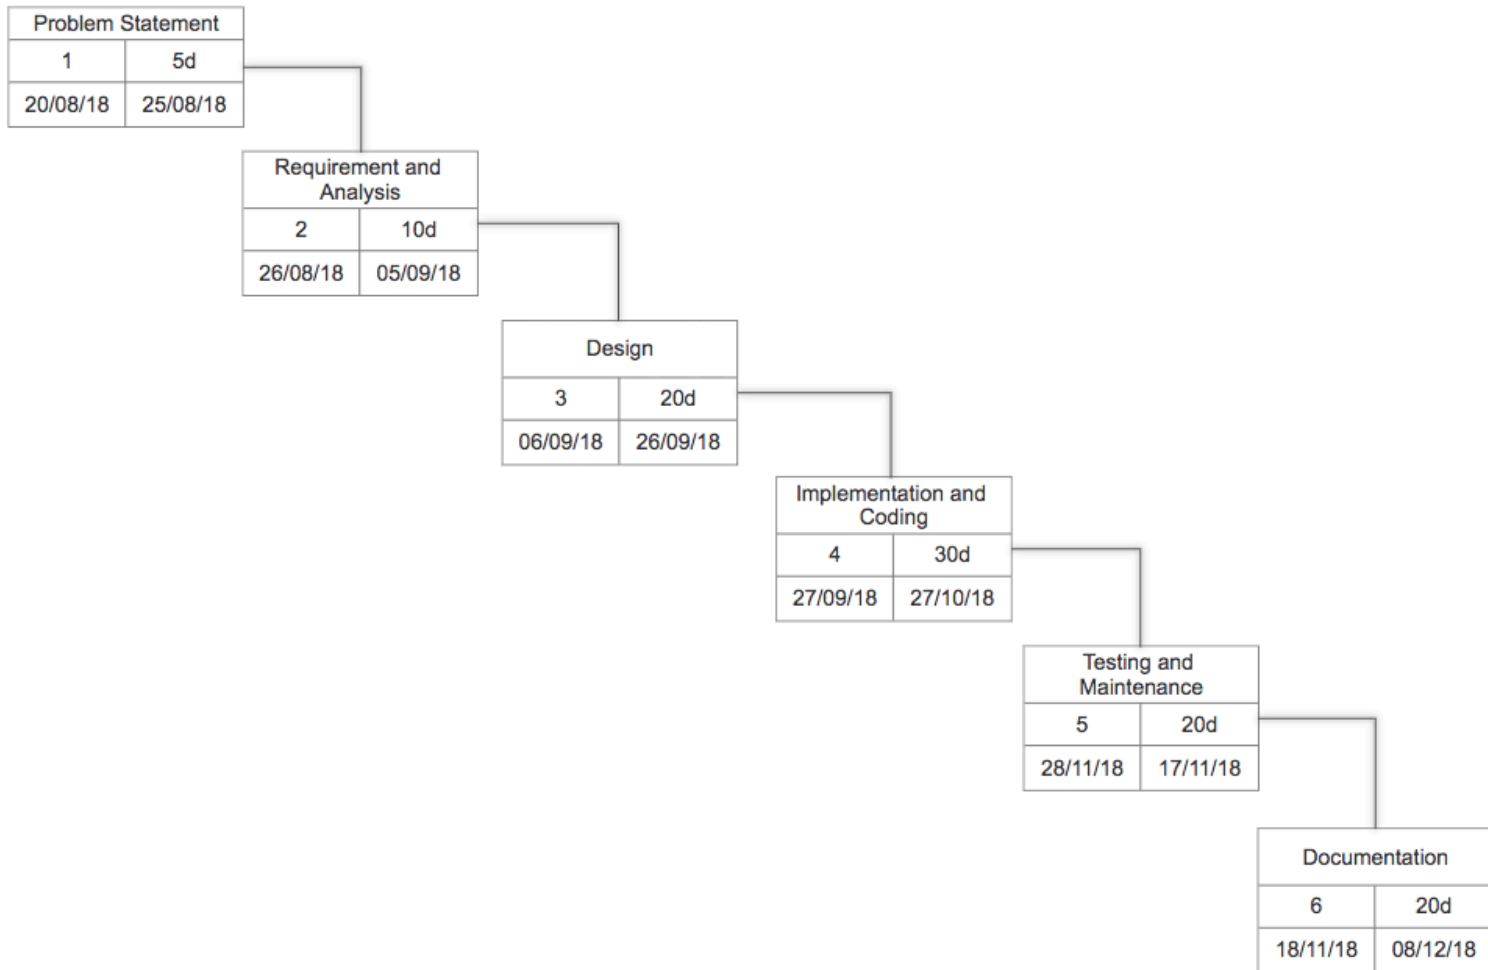 Problem Statement
1 5d
20/08/18 25/08/18
Requirement and
Analysis
2 10d
26/08/18 05/09/18
Design
3 20d
06/09/18 26/09/18
Implementation and
Coding
4 30d
27/09/18 27/10/18
Testing and
Maintenance
5 20d
28/11/18 17/11/18
Documentation
6 20d
18/11/18 08/12/18